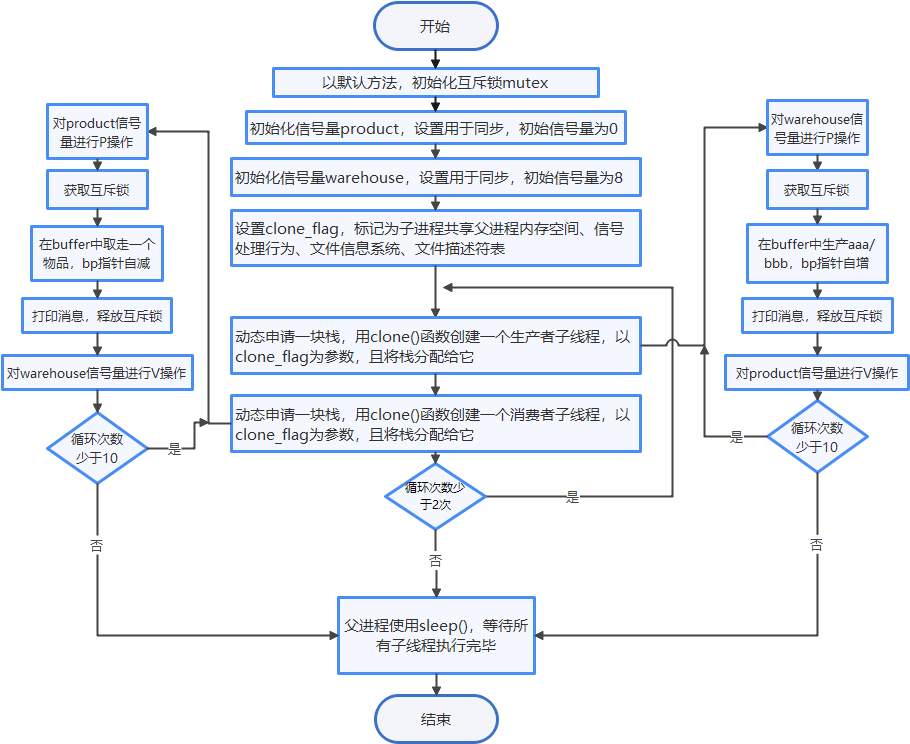 开始
以默认方法，初始化互斥锁mutex
初始化信号量product，设置用于同步，初始信号量为0
初始化信号量warehouse，设置用于同步，初始信号量为8
设置clone_flag，标记为子进程共享父进程内存空间、信号
处理行为、文件信息系统、文件描述符表
动态申请一块栈，用clone()函数创建一个生产者子线程，以
clone_flag为参数，且将栈分配给它
动态申请一块栈，用clone()函数创建一个消费者子线程，以
clone_flag为参数，且将栈分配给它
循环次数少
于2次
是
否
对product信号
量进行P操作
获取互斥锁
在buffer中取走一个
物品，bp指针自减
打印消息，释放互斥锁
对warehouse信号量进行V操作
循环次数
少于10
是
否
对warehouse信
号量进行P操作
获取互斥锁
在buffer中生产aaa/
bbb，bp指针自增
打印消息，释放互斥锁
对product信号量进行V操作
循环次数
少于10
是
否
父进程使用sleep()，等待所
有子线程执行完毕
结束